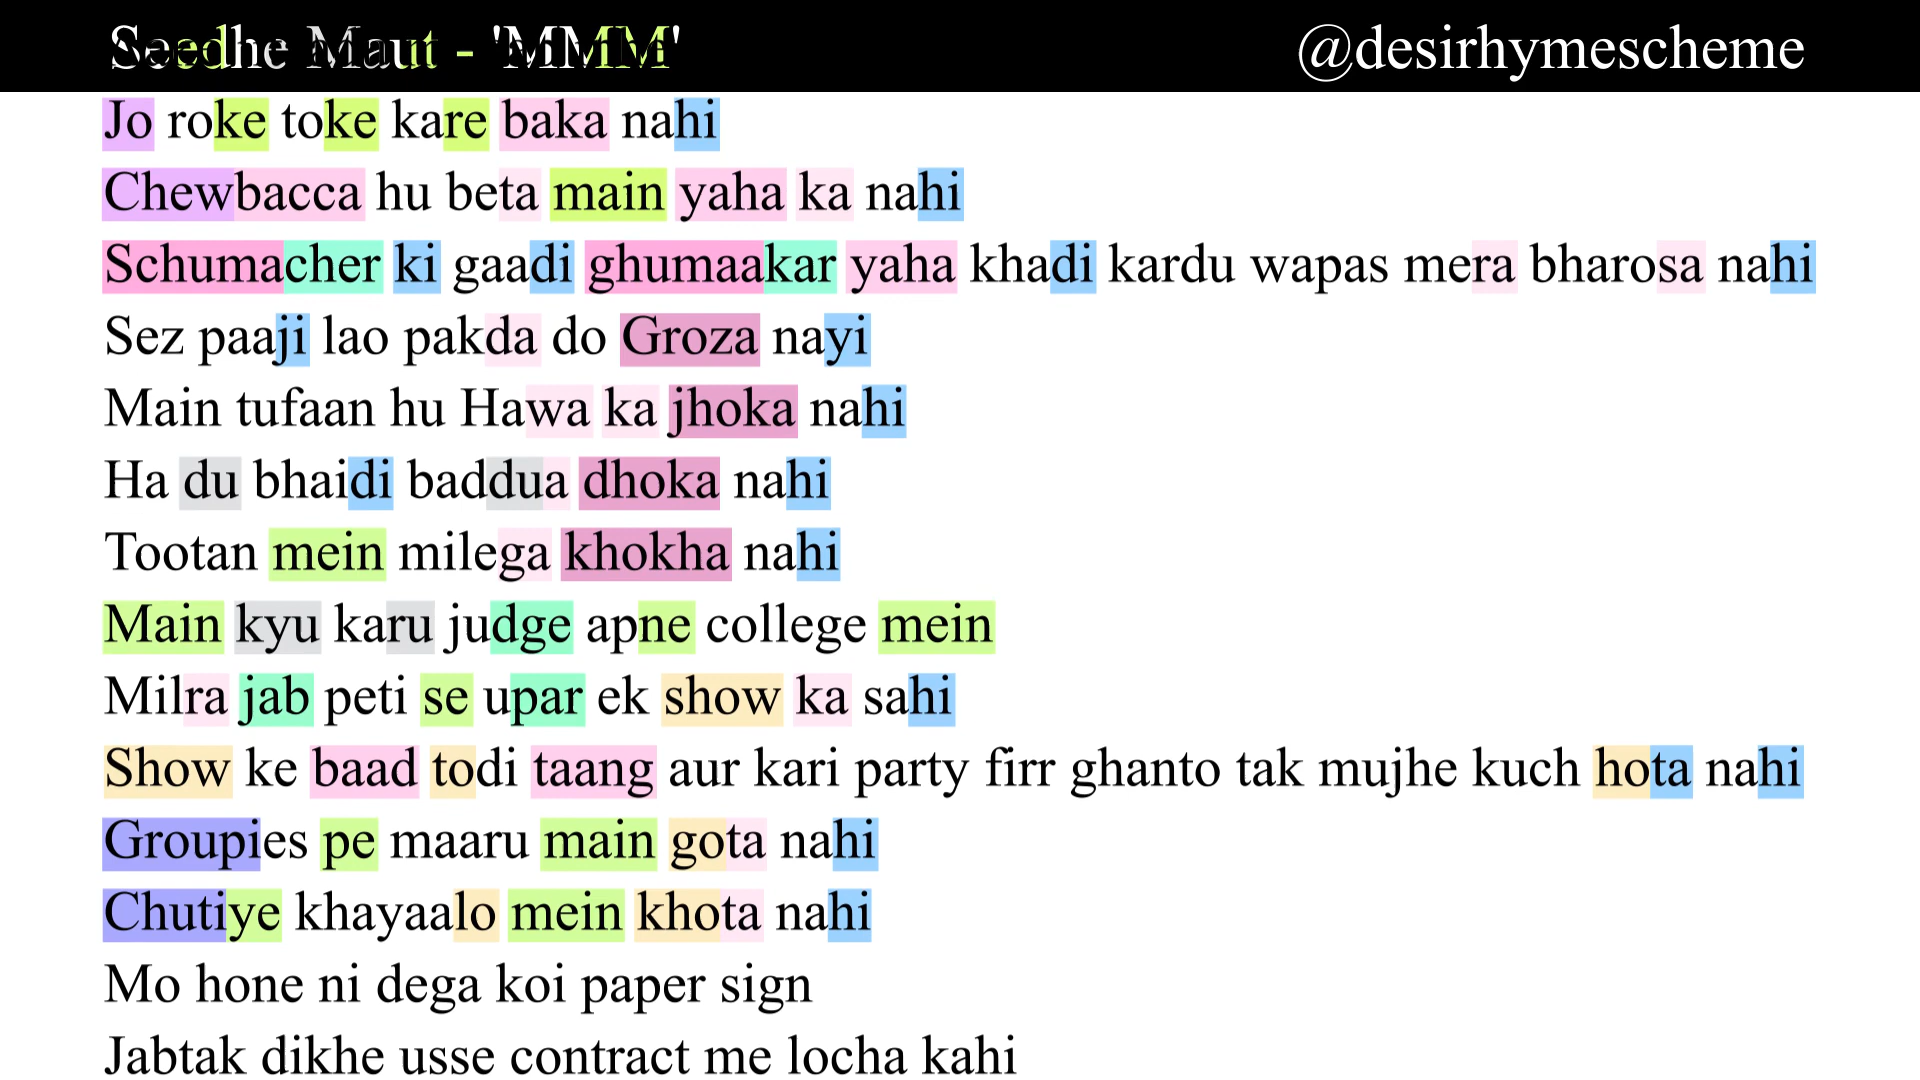 Seedhe Maut - 'MMM'
@desirhymescheme
Jo roke toke kare baka nahi
Chewbacca hu beta main yaha ka nahi
Schumacher ki gaadi ghumaakar yaha khadi kardu wapas mera bharosa nahi
Sez paaji lao pakda do Groza nayi
Main tufaan hu Hawa ka jhoka nahi
Ha du bhaidi baddua dhoka nahi
Tootan mein milega khokha nahi
Main kyu karu judge apne college mein
Milra jab peti se upar ek show ka sahi
Show ke baad todi taang aur kari party firr ghanto tak mujhe kuch hota nahi
Groupies pe maaru main gota nahi
Chutiye khayaalo mein khota nahi
Mo hone ni dega koi paper sign
Jabtak dikhe usse contract me locha kahi